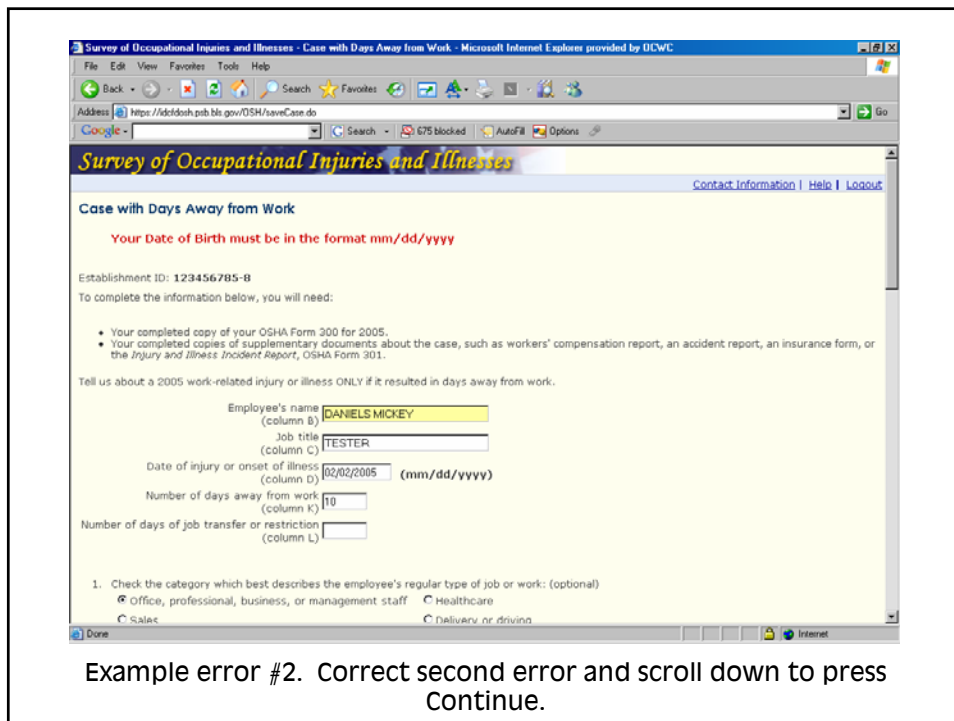 Survey of Occupational Injuries and Illnesses - Case with Days Away from Work - Microsoft Internet Explorer provided by OCWC
File Edit View Favorites Tools Help
Back Search Favorites
Address https://idcfdosh.psb.bls.gov/OSH/saveCase.do Go
Google - Search 675 blocked AutoFill Options
Survey of Occupational Injuries and Illnesses
Contact Information | Help | Logout
Case with Days Away from Work
Your Date of Birth must be in the format mm/dd/yyyy
Establishment ID: 123456785-8
To complete the information below, you will need:
• Your completed copy of your OSHA Form 300 for 2005.
• Your completed copies of supplementary documents about the case, such as workers' compensation report, an accident report, an insurance form, or
the Injury and Illness Incident Report, OSHA Form 301.
Tell us about a 2005 work-related injury or illness ONLY if it resulted in days away from work.
Employee's name
(column B) DANIELS MICKEY
Job title
(column C) TESTER
Date of injury or onset of illness
(column D) 02/02/2005 (mm/dd/yyyy)
Number of days away from work
(column K) 10
Number of days of job transfer or restriction
(column L)
1. Check the category which best describes the employee's regular type of job or work: (optional)
Office, professional, business, or management staff Healthcare
Sales Delivery or driving
Done Internet
Example error #2. Correct second error and scroll down to press
Continue.